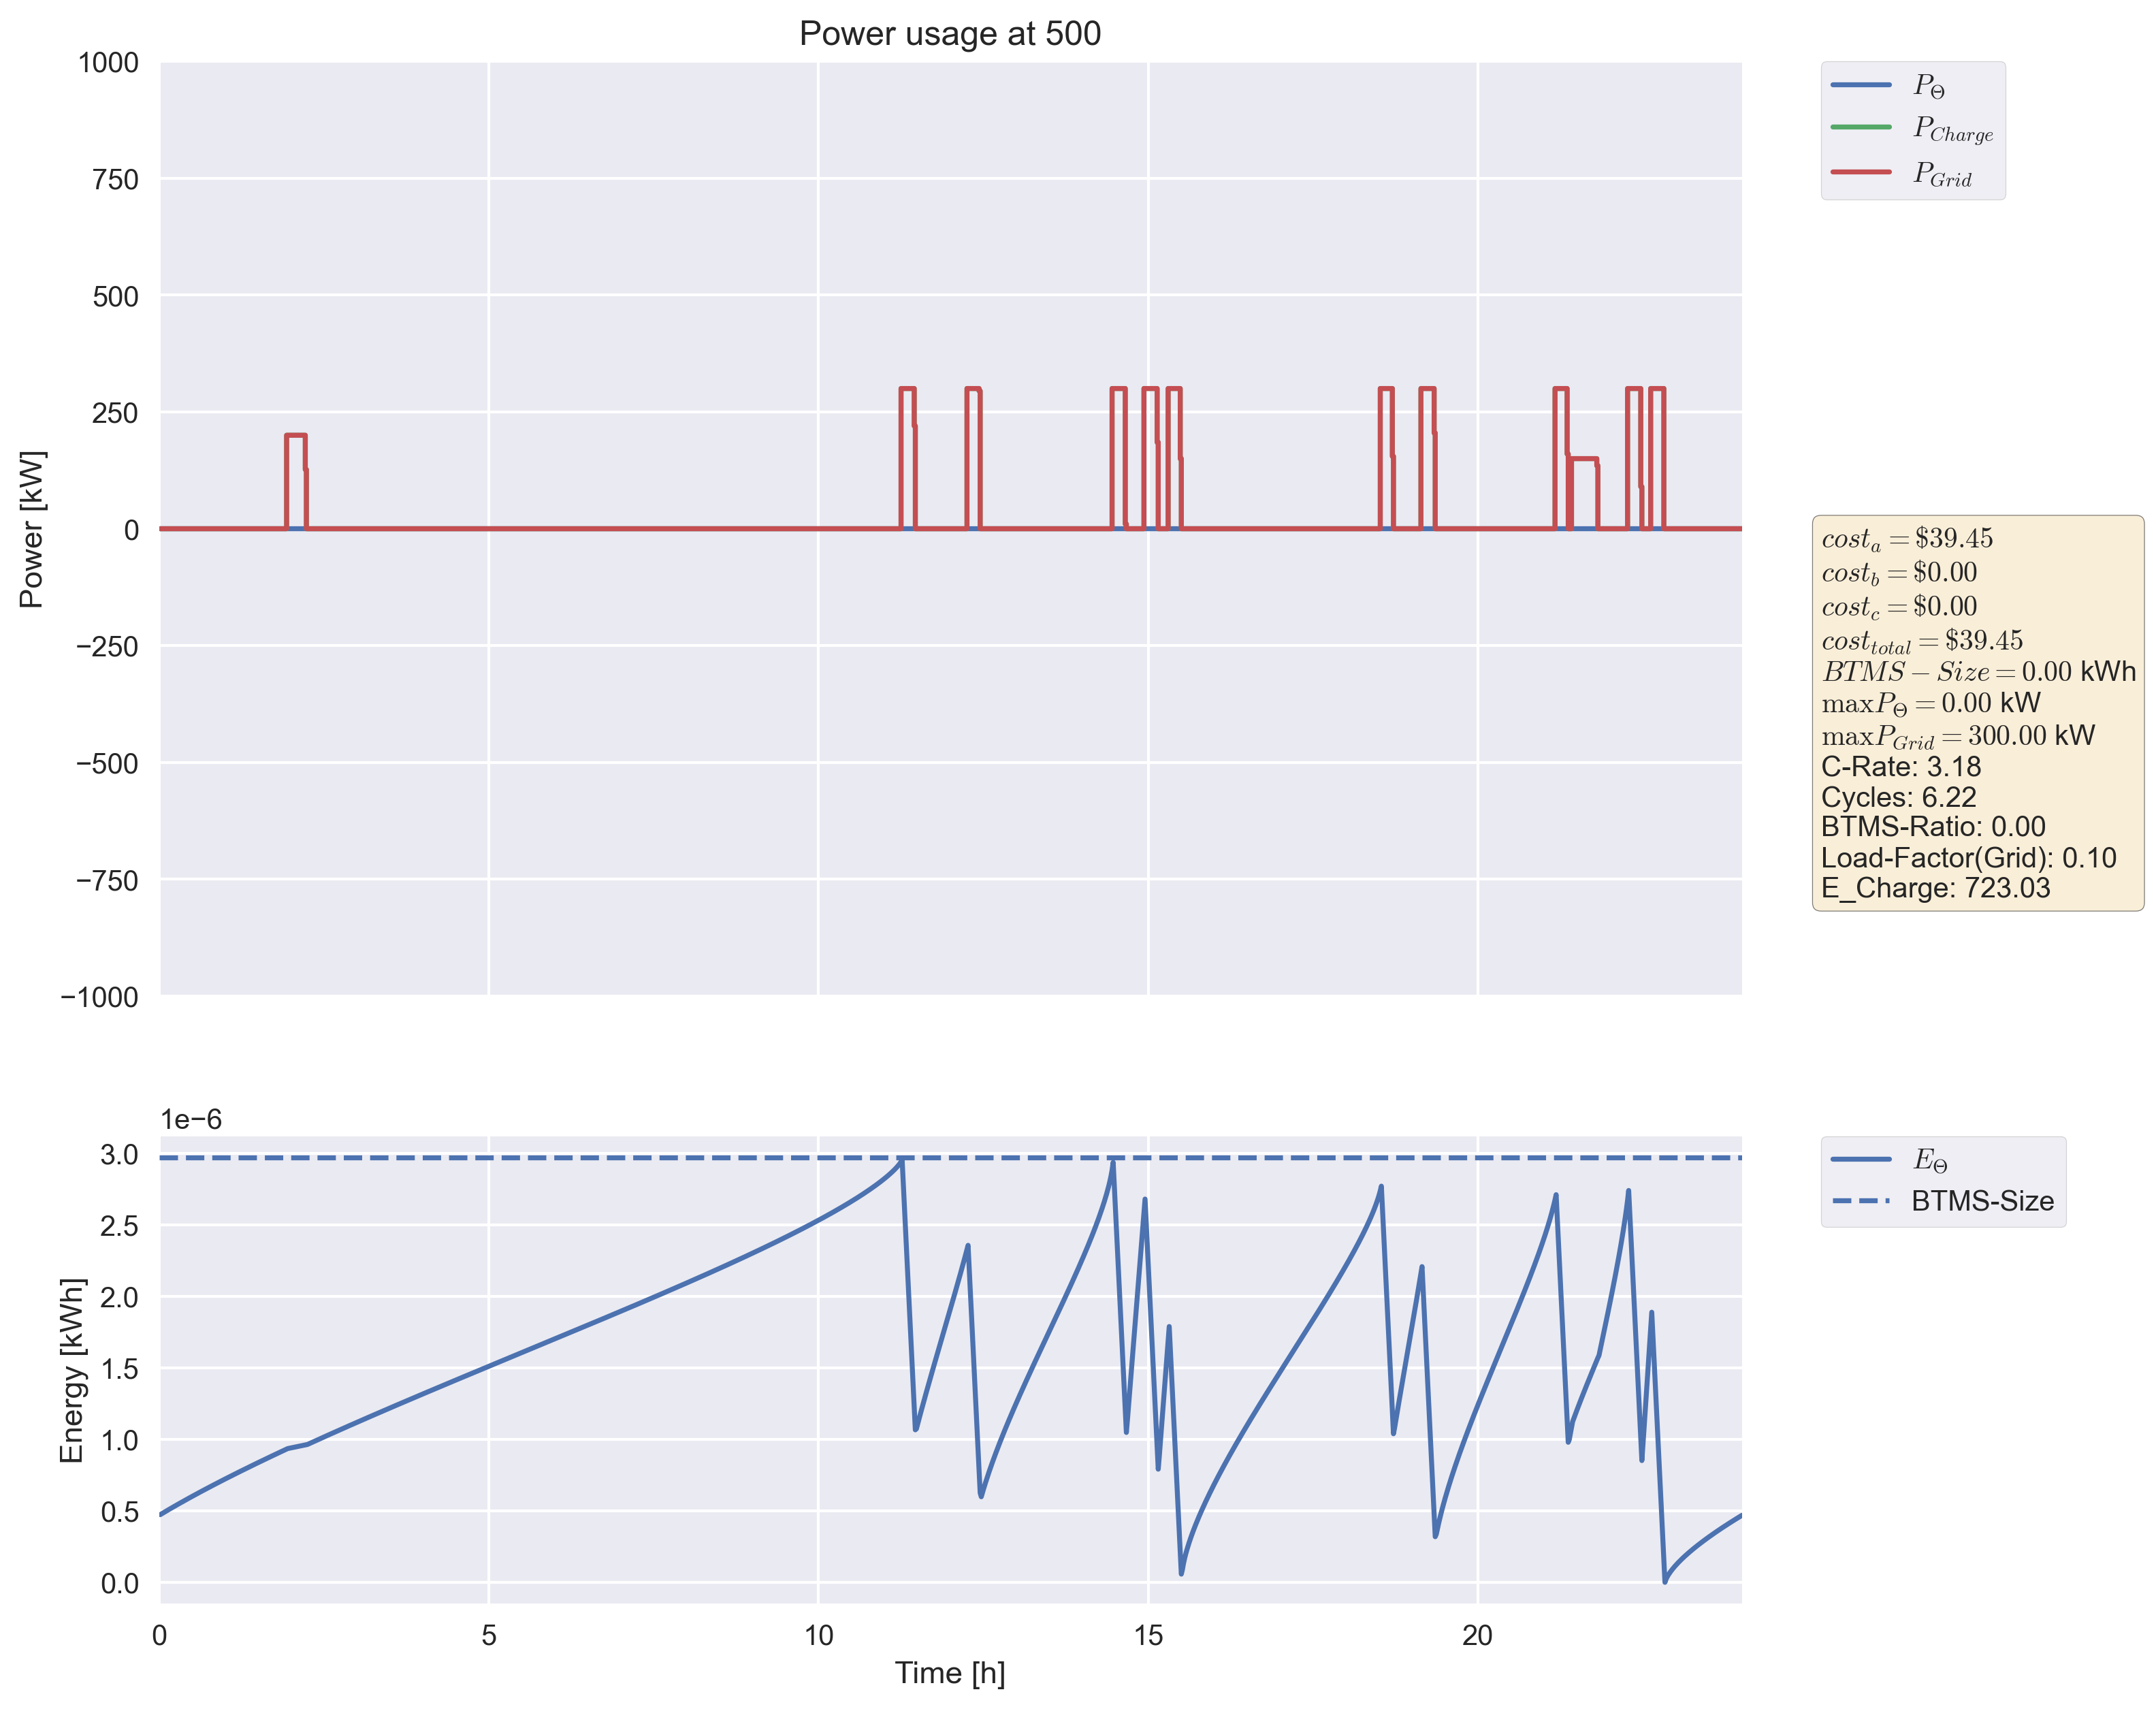 Power usage at 500
1000
750
500
250
0
−250
−500
−750
−1000
Power [kW]
P_Θ
P_Charge
P_Grid
cost_a = $39.45
cost_b = $0.00
cost_c = $0.00
cost_total = $39.45
BTMS − Size = 0.00 kWh
maxP_Θ = 0.00 kW
maxP_Grid = 300.00 kW
C-Rate: 3.18
Cycles: 6.22
BTMS-Ratio: 0.00
Load-Factor(Grid): 0.10
E_Charge: 723.03
1e−6
3.0
2.5
2.0
1.5
1.0
0.5
0.0
Energy [kWh]
E_Θ
BTMS-Size
0 5 10 15 20
Time [h]